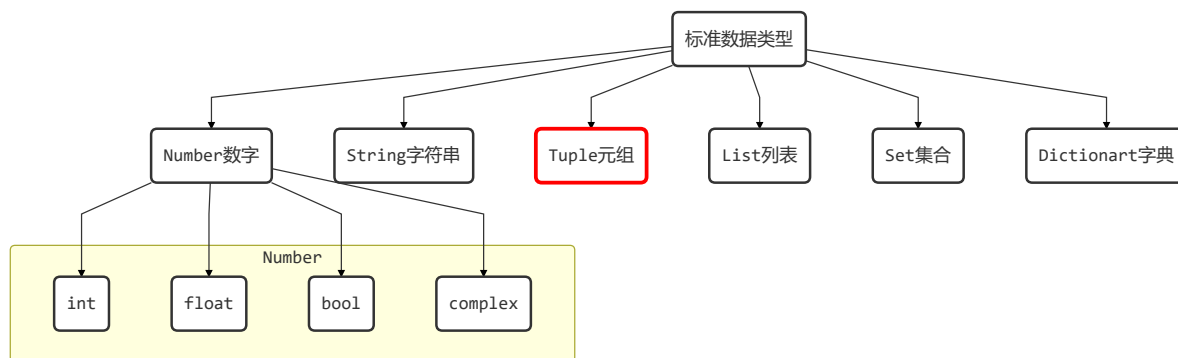 标准数据类型
Number数字
String字符串
Tuple元组
List列表
Set集合
Dictionart字典
Number
int
float
bool
complex